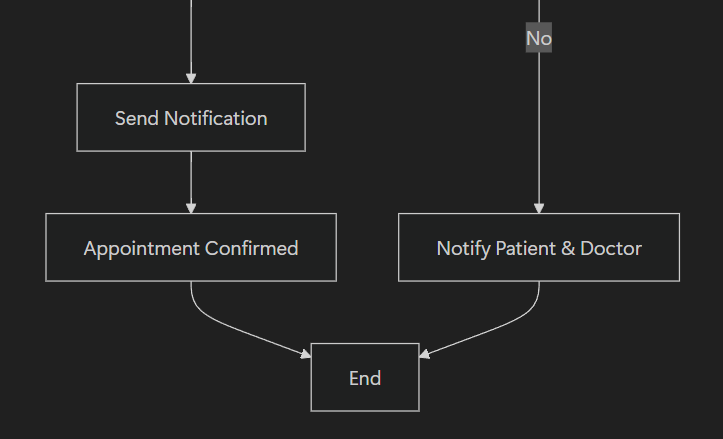 No
Send Notification
Appointment Confirmed
Notify Patient & Doctor
End